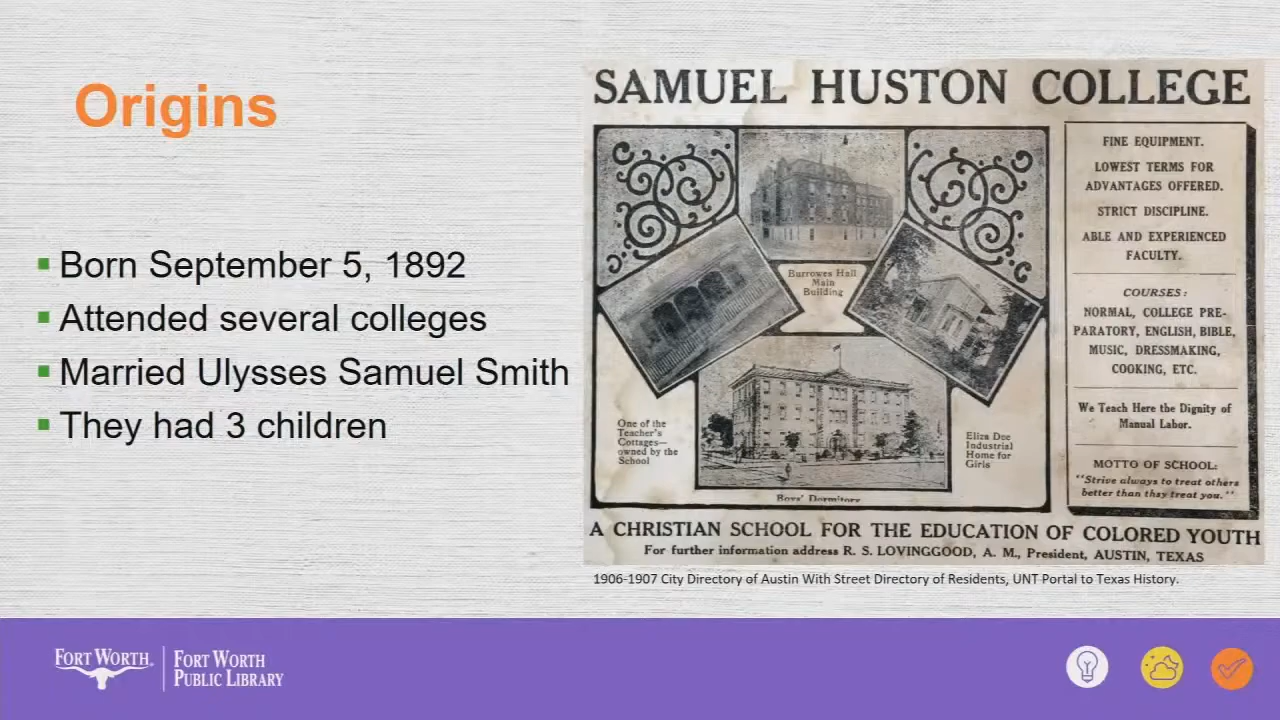 Origins
Born September 5, 1892
Attended several colleges
Married Ulysses Samuel Smith
They had 3 children
SAMUEL HUSTON COLLEGE
Burrowes Hall
Main
Building
One of the
Teacher's
Cottages—
owned by the
School
Eliza Dee
Industrial
Home for
Girls
Boys' Dormitory
FINE EQUIPMENT.
LOWEST TERMS FOR
ADVANTAGES OFFERED.
STRICT DISCIPLINE.
ABLE AND EXPERIENCED
FACULTY.
COURSES:
NORMAL, COLLEGE PRE-
PARATORY, ENGLISH, BIBLE,
MUSIC, DRESSMAKING,
COOKING, ETC.
We Teach Here the Dignity of
Manual Labor.
MOTTO OF SCHOOL:
"Strive always to treat others
better than they treat you."
A CHRISTIAN SCHOOL FOR THE EDUCATION OF COLORED YOUTH
For further information address R. S. LOVINGGOOD, A. M., President, AUSTIN, TEXAS
1906-1907 City Directory of Austin With Street Directory of Residents, UNT Portal to Texas History.
FORT WORTH®
FORT WORTH
PUBLIC LIBRARY